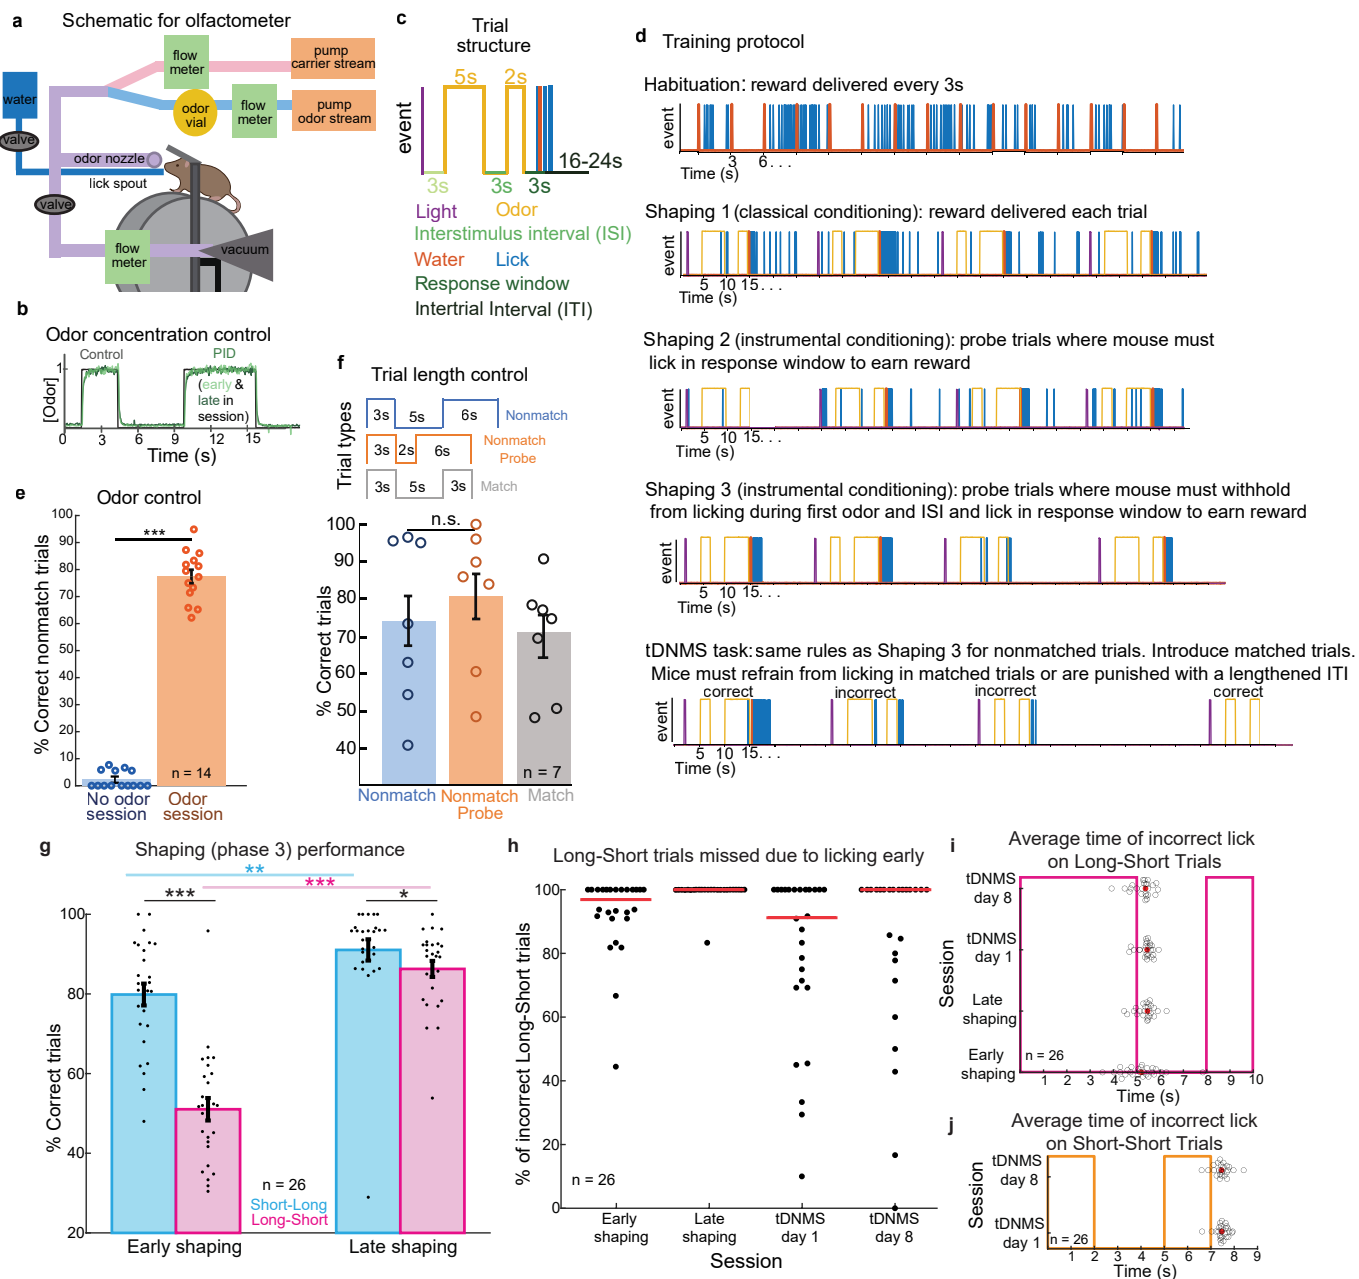 a
Schematic for olfactometer
flow
meter
pump
carrier stream
water
odor
vial
flow
meter
pump
odor stream
valve
odor nozzle
lick spout
valve
flow
meter
vacuum
b
Odor concentration control
Control
PID
(early &
late in
session)
[Odor]
1
0
0 3 6 9 12 15
Time (s)
c
Trial
structure
5s 2s
event
16-24s
3s 3s 3s
Light Odor
Interstimulus interval (ISI)
Water Lick
Response window
Intertrial Interval (ITI)
d
Training protocol
Habituation: reward delivered every 3s
event
3 6. . .
Time (s)
Shaping 1 (classical conditioning): reward delivered each trial
event
5 10 15. . .
Time (s)
Shaping 2 (instrumental conditioning): probe trials where mouse must
lick in response window to earn reward
event
5 10 15. . .
Time (s)
Shaping 3 (instrumental conditioning): probe trials where mouse must withhold
from licking during first odor and ISI and lick in response window to earn reward
event
5 10 15. . .
Time (s)
tDNMS task: same rules as Shaping 3 for nonmatched trials. Introduce matched trials.
Mice must refrain from licking in matched trials or are punished with a lengthened ITI
correct incorrect incorrect correct
event
5 10 15. . .
Time (s)
e
Odor control
***
% Correct nonmatch trials
100
90
80
70
60
50
40
30
20
10
0
n = 14
No odor
session
Odor
session
f
Trial length control
Trial types
3s 5s 6s Nonmatch
3s 2s 6s Nonmatch
Probe
3s 5s 3s Match
n.s.
% Correct trials
100
90
80
70
60
50
40
n = 7
Nonmatch
Nonmatch
Probe
Match
g
Shaping (phase 3) performance
**
***
***
*
% Correct trials
100
80
60
40
20
n = 26
Short-Long
Long-Short
Early shaping
Late shaping
h
Long-Short trials missed due to licking early
% of incorrect Long-Short trials
100
80
60
40
20
0
n = 26
Early
shaping
Late
shaping
tDNMS
day 1
tDNMS
day 8
Session
i
Average time of incorrect lick
on Long-Short Trials
Session
tDNMS
day 8
tDNMS
day 1
Late
shaping
Early
shaping
n = 26
1 2 3 4 5 6 7 8 9 10
Time (s)
j
Average time of incorrect lick
on Short-Short Trials
Session
tDNMS
day 8
tDNMS
day 1
n = 26
1 2 3 4 5 6 7 8 9
Time (s)